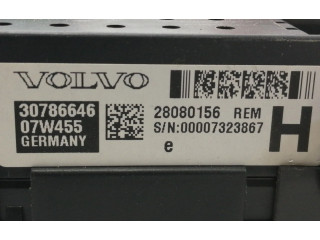 VOLVO
30786646
07W455
GERMANY
28080156 REM
S/N:00007323867
e
H